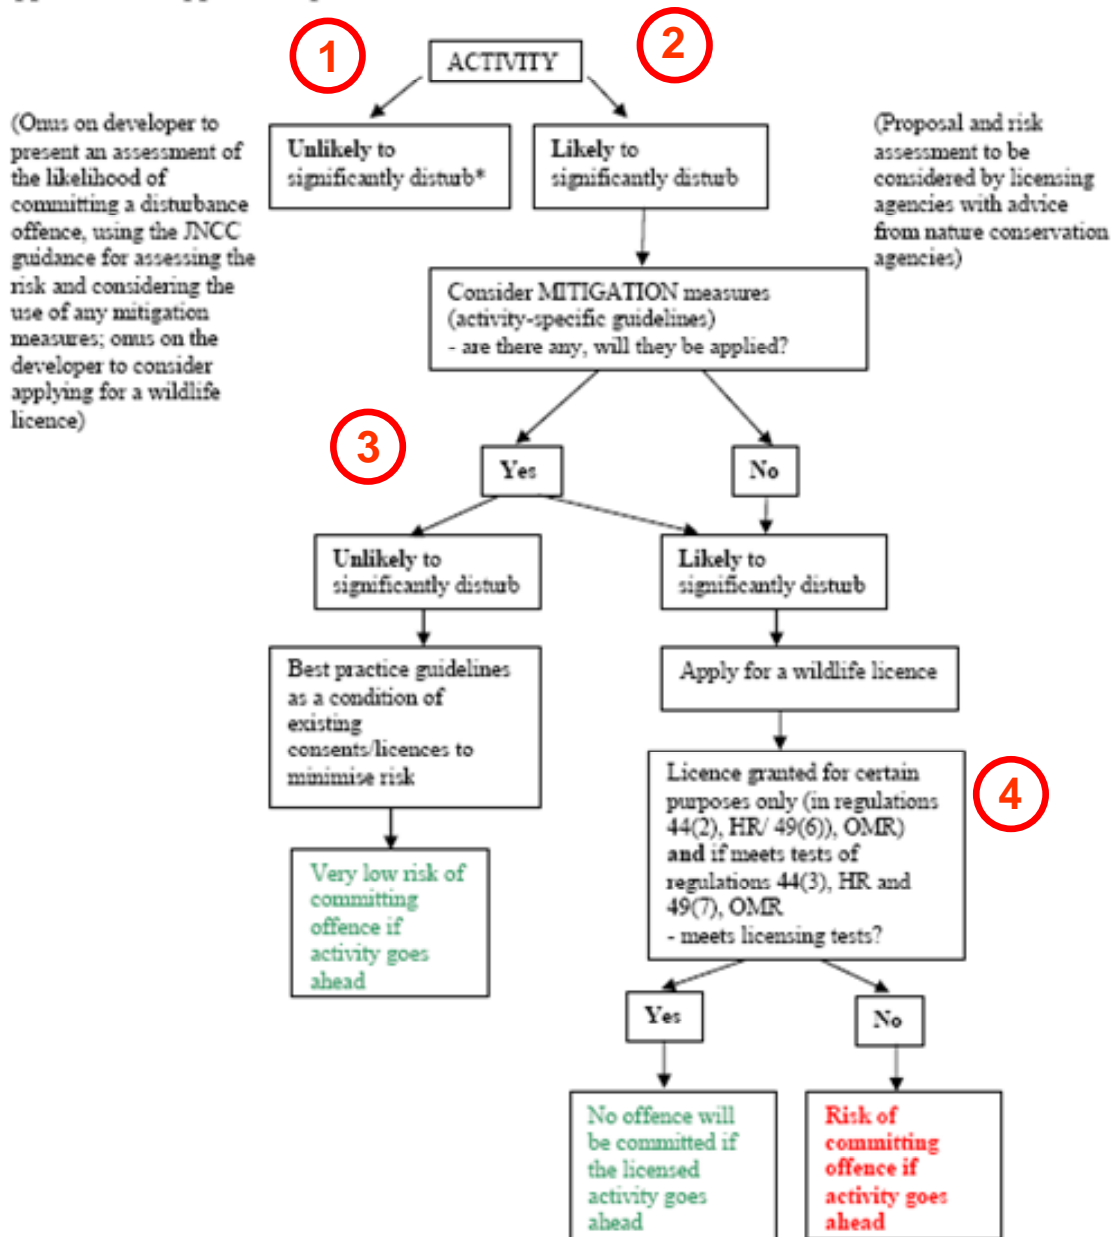 1
2
ACTIVITY
(Onus on developer to
present an assessment of
the likelihood of
committing a disturbance
offence, using the JNCC
guidance for assessing the
risk and considering the
use of any mitigation
measures; onus on the
developer to consider
applying for a wildlife
licence)
Unlikely to
significantly disturb*
Likely to
significantly disturb
(Proposal and risk
assessment to be
considered by licensing
agencies with advice
from nature conservation
agencies)
Consider MITIGATION measures
(activity-specific guidelines)
- are there any, will they be applied?
3
Yes
No
Unlikely to
significantly disturb
Likely to
significantly disturb
Best practice guidelines
as a condition of
existing
consents/licences to
minimise risk
Apply for a wildlife licence
Very low risk of
committing
offence if
activity goes
ahead
Licence granted for certain
purposes only (in regulations
44(2), HR/ 49(6)), OMR)
and if meets tests of
regulations 44(3), HR and
49(7), OMR
- meets licensing tests?
4
Yes
No
No offence will
be committed if
the licensed
activity goes
ahead
Risk of
committing
offence if
activity goes
ahead